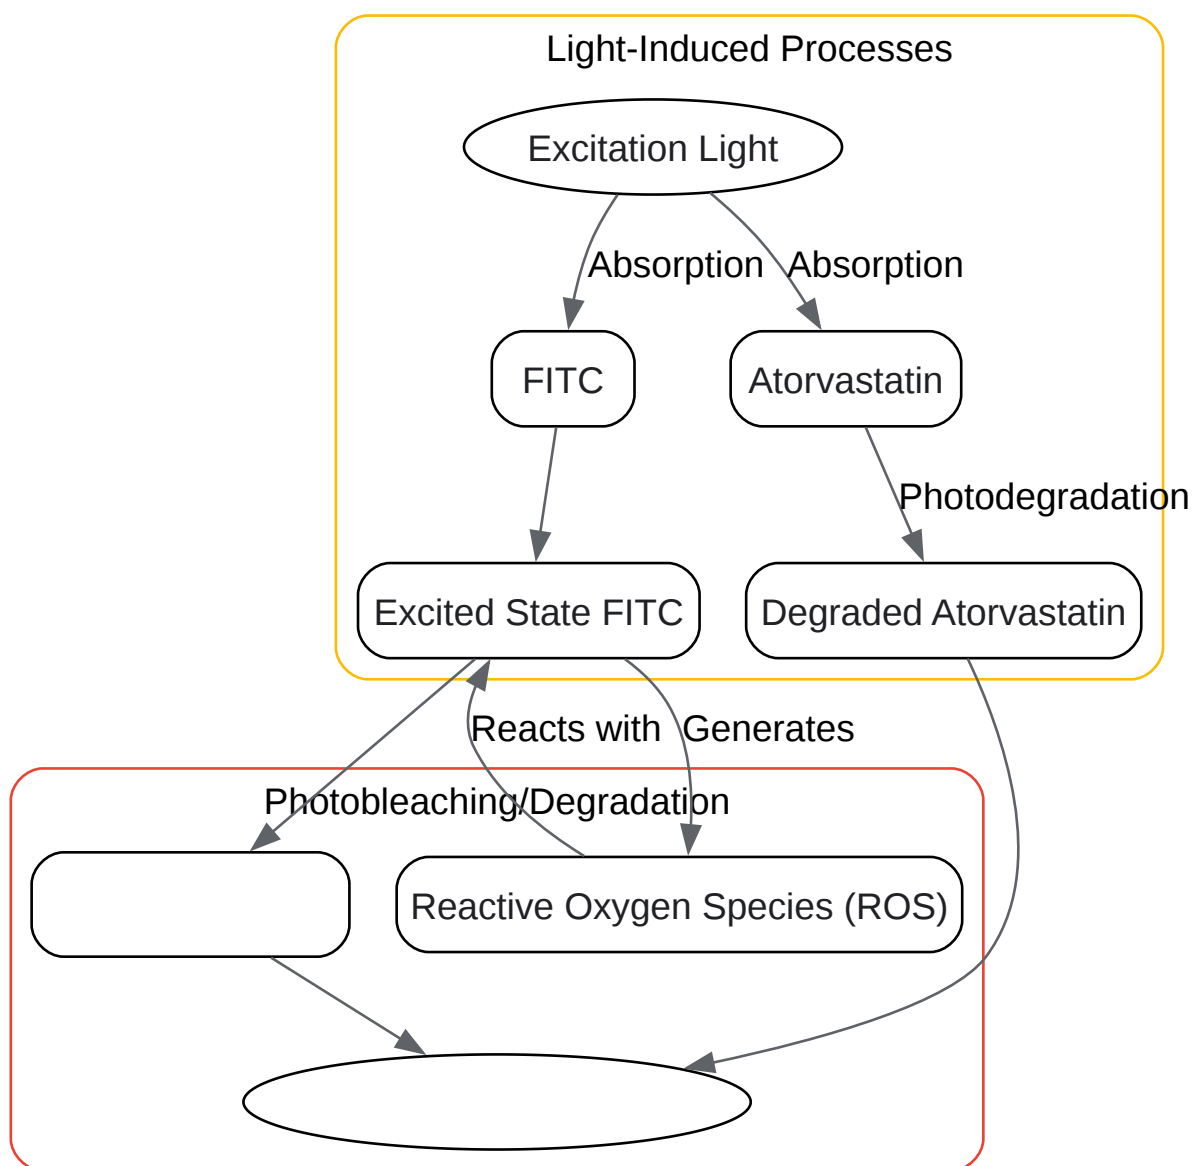 Light-Induced Processes
Excitation Light
Absorption
Absorption
FITC
Atorvastatin
Photodegradation
Excited State FITC
Degraded Atorvastatin
Reacts with
Generates
Photobleaching/Degradation
Reactive Oxygen Species (ROS)